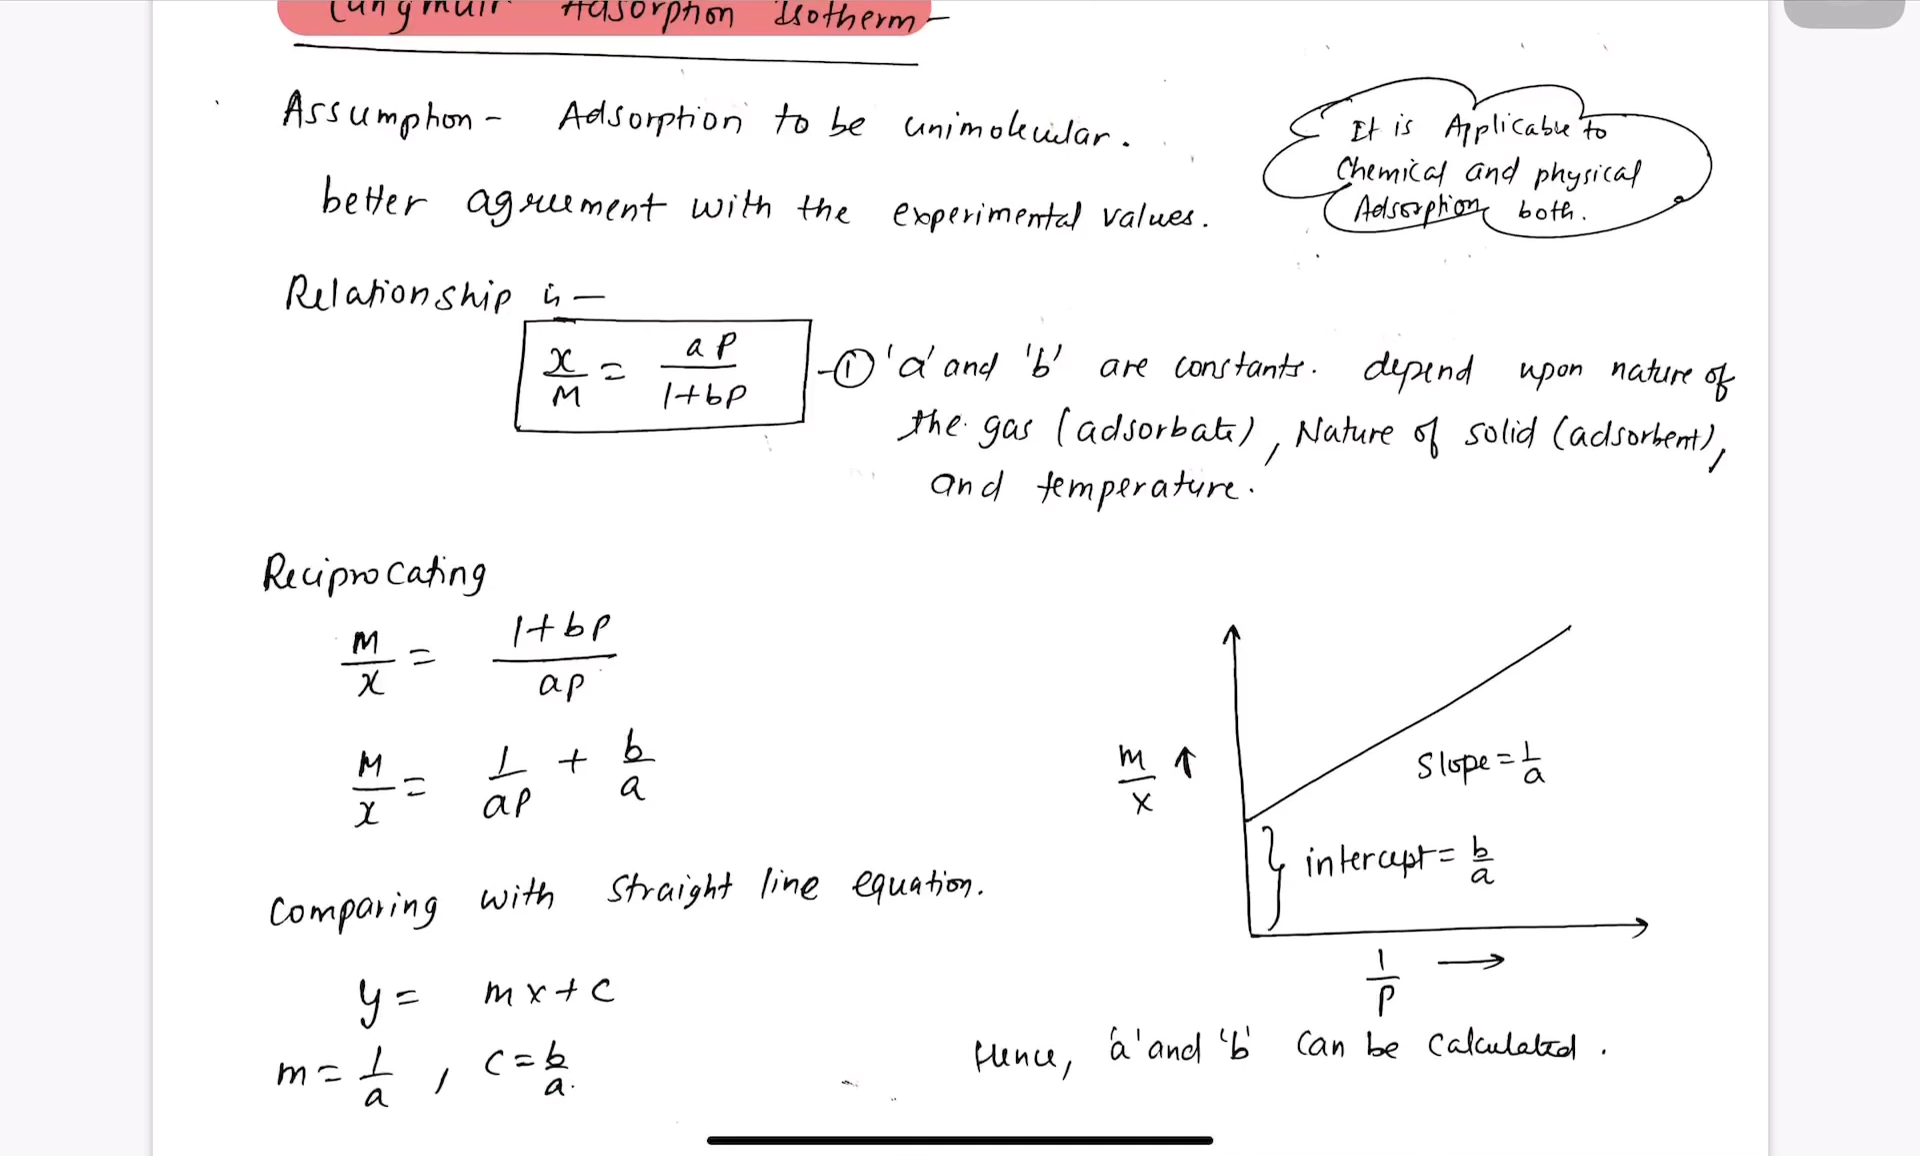 Langmuir Adsorption Isotherm –
Assumption – Adsorption to be unimolecular.
better agreement with the experimental values.
It is Applicable to
Chemical and physical
Adsorption both.
Relationship is –
x/M = aP/1+bP –① 'a' and 'b' are constants. depend upon nature of
the gas (adsorbate), Nature of solid (adsorbent),
and temperature.
Reciprocating
M/x = 1+bP/aP
M/x = 1/aP + b/a
Comparing with straight line equation.
y = mx + c
m = 1/a , c = b/a.
m/x ↑
Slope = 1/a
intercept = b/a
1/P →
Hence, 'a' and 'b' can be calculated.